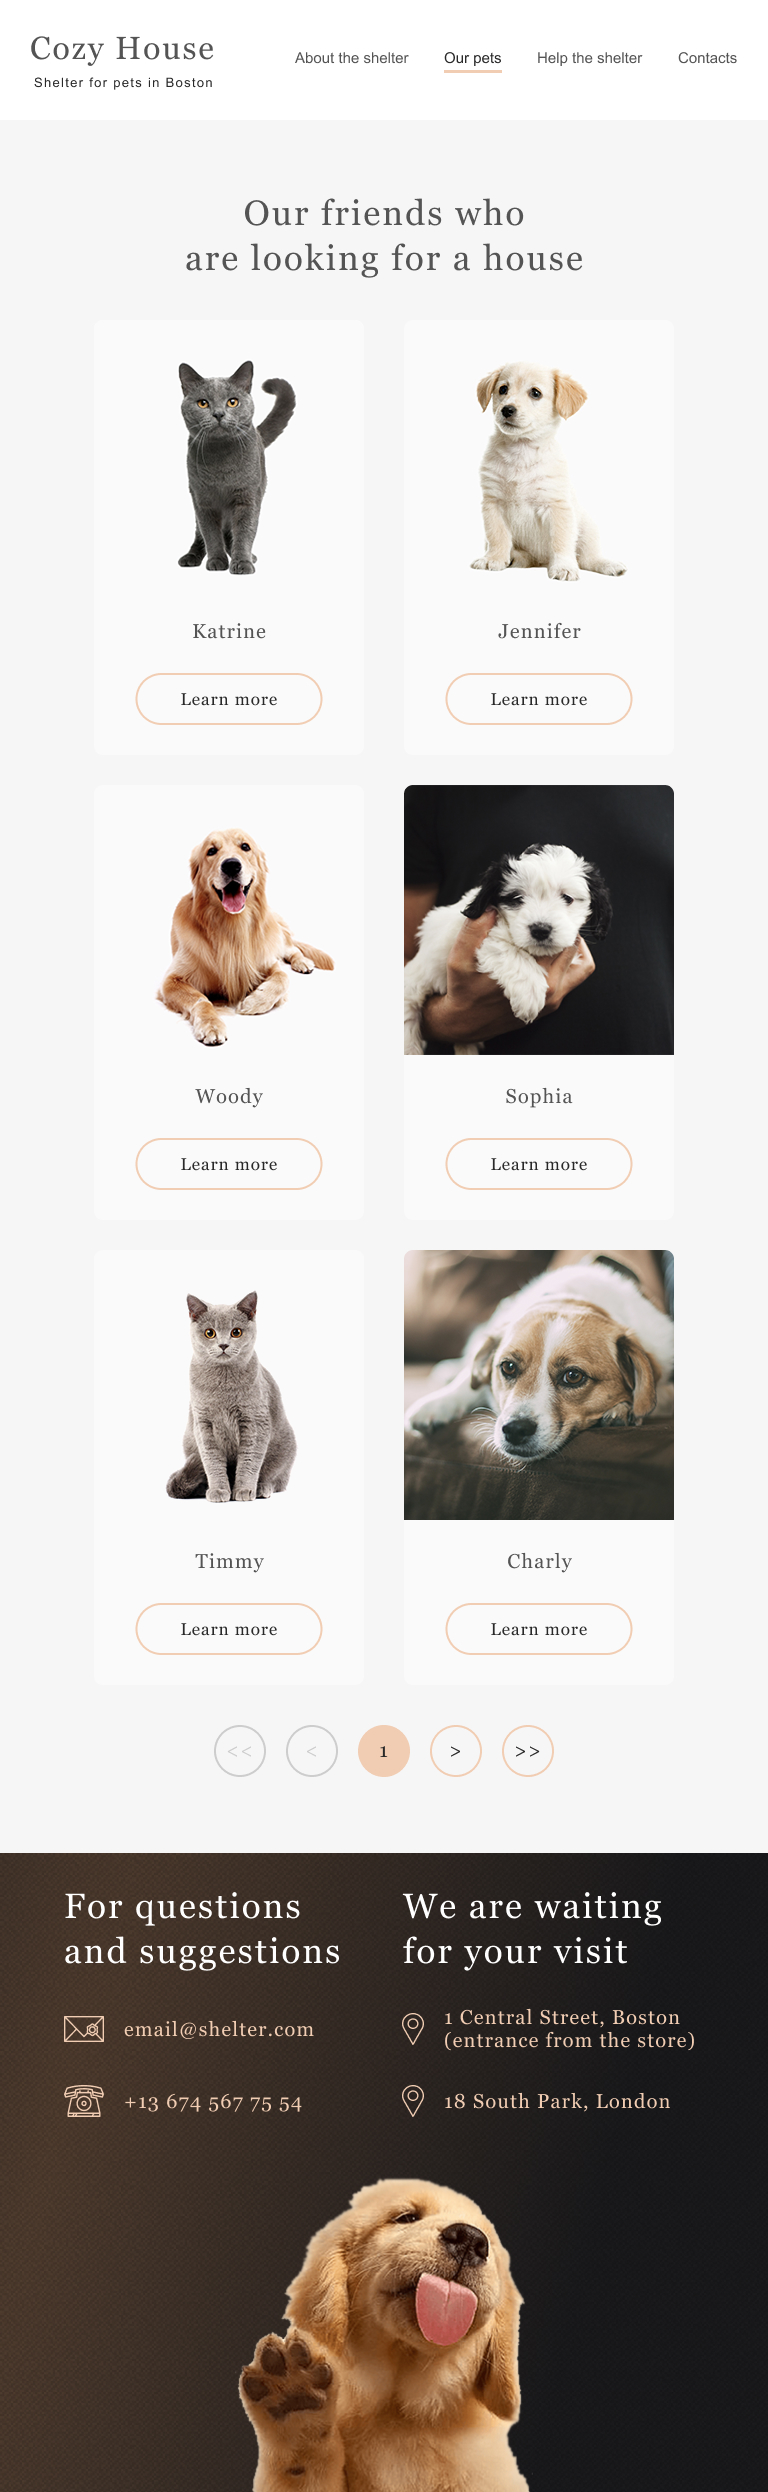 Cozy House
Shelter for pets in Boston
About the shelter
Our pets
Help the shelter
Contacts
Our friends who
are looking for a house
Katrine
Learn more
Jennifer
Learn more
Woody
Learn more
Sophia
Learn more
Timmy
Learn more
Charly
Learn more
<<
<
1
>
>>
For questions
and suggestions
email@shelter.com
+13 674 567 75 54
We are waiting
for your visit
1 Central Street, Boston
(entrance from the store)
18 South Park, London